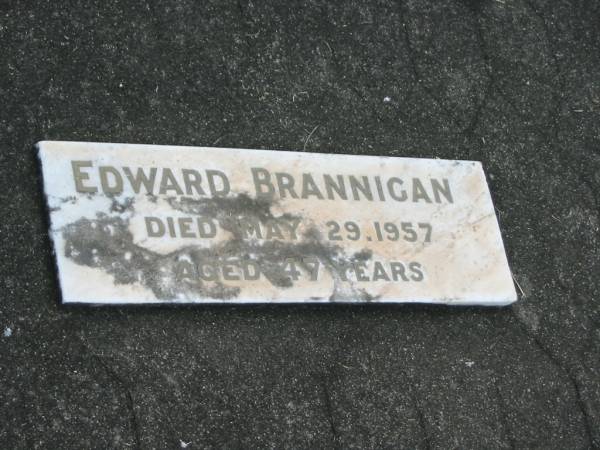 EDWARD BRANNIGAN
DIED MAY 29.1957
AGED 47 YEARS